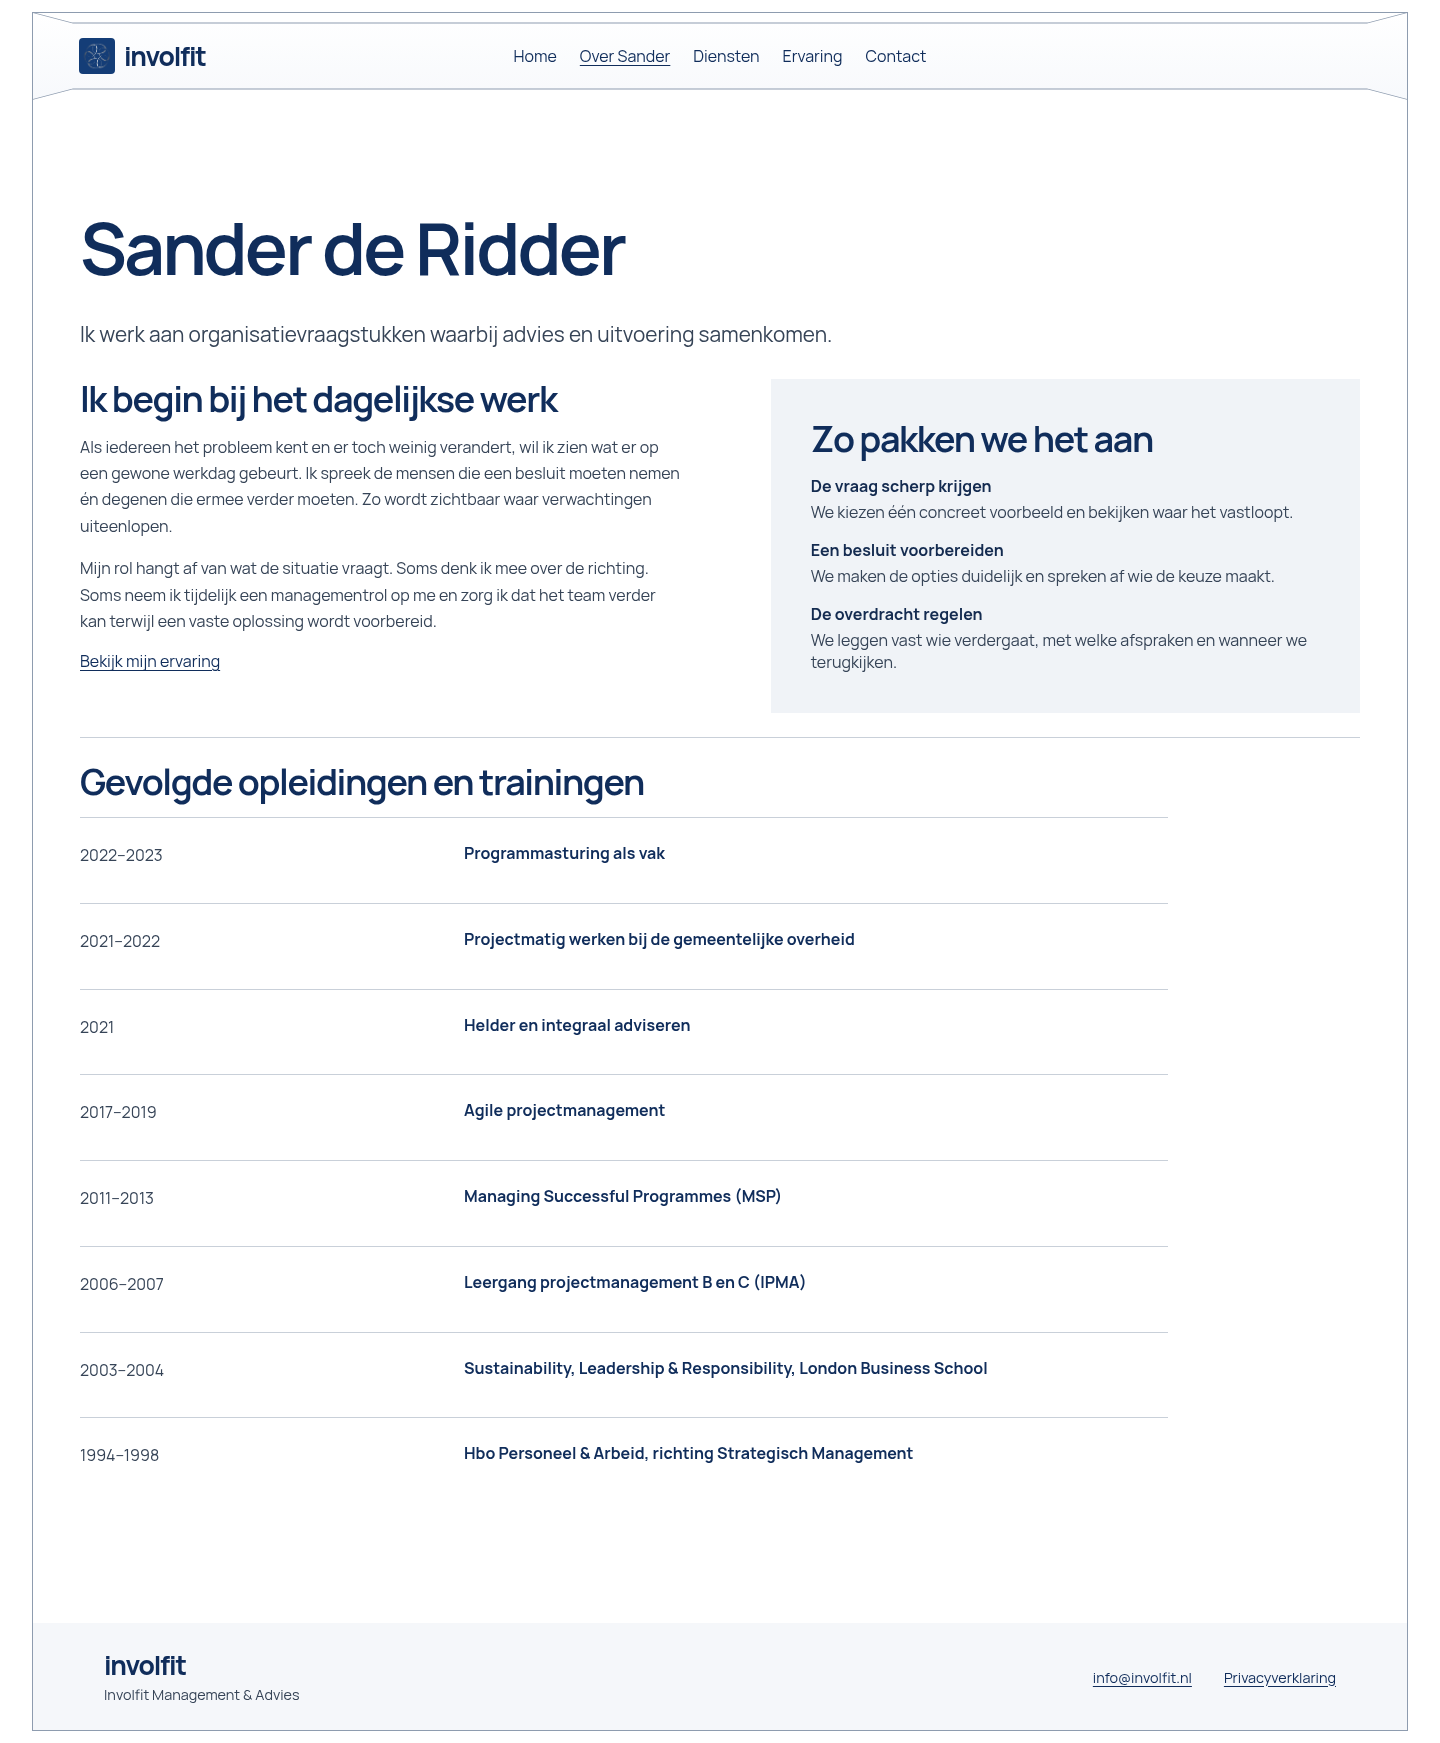 involfit
Home Over Sander Diensten Ervaring Contact
Sander de Ridder
Ik werk aan organisatievraagstukken waarbij advies en uitvoering samenkomen.
Ik begin bij het dagelijkse werk
Als iedereen het probleem kent en er toch weinig verandert, wil ik zien wat er op
een gewone werkdag gebeurt. Ik spreek de mensen die een besluit moeten nemen
én degenen die ermee verder moeten. Zo wordt zichtbaar waar verwachtingen
uiteenlopen.
Mijn rol hangt af van wat de situatie vraagt. Soms denk ik mee over de richting.
Soms neem ik tijdelijk een managementrol op me en zorg ik dat het team verder
kan terwijl een vaste oplossing wordt voorbereid.
Bekijk mijn ervaring
Zo pakken we het aan
De vraag scherp krijgen
We kiezen één concreet voorbeeld en bekijken waar het vastloopt.
Een besluit voorbereiden
We maken de opties duidelijk en spreken af wie de keuze maakt.
De overdracht regelen
We leggen vast wie verdergaat, met welke afspraken en wanneer we
terugkijken.
Gevolgde opleidingen en trainingen
2022–2023 Programmasturing als vak
2021–2022 Projectmatig werken bij de gemeentelijke overheid
2021 Helder en integraal adviseren
2017–2019 Agile projectmanagement
2011–2013 Managing Successful Programmes (MSP)
2006–2007 Leergang projectmanagement B en C (IPMA)
2003–2004 Sustainability, Leadership & Responsibility, London Business School
1994–1998 Hbo Personeel & Arbeid, richting Strategisch Management
involfit
Involfit Management & Advies
info@involfit.nl Privacyverklaring